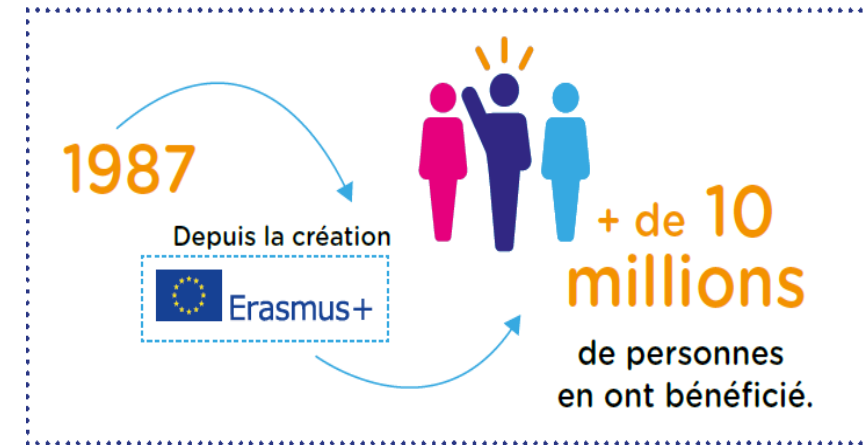 1987
Depuis la création
Erasmus+
+ de 10
millions
de personnes
en ont bénéficié.